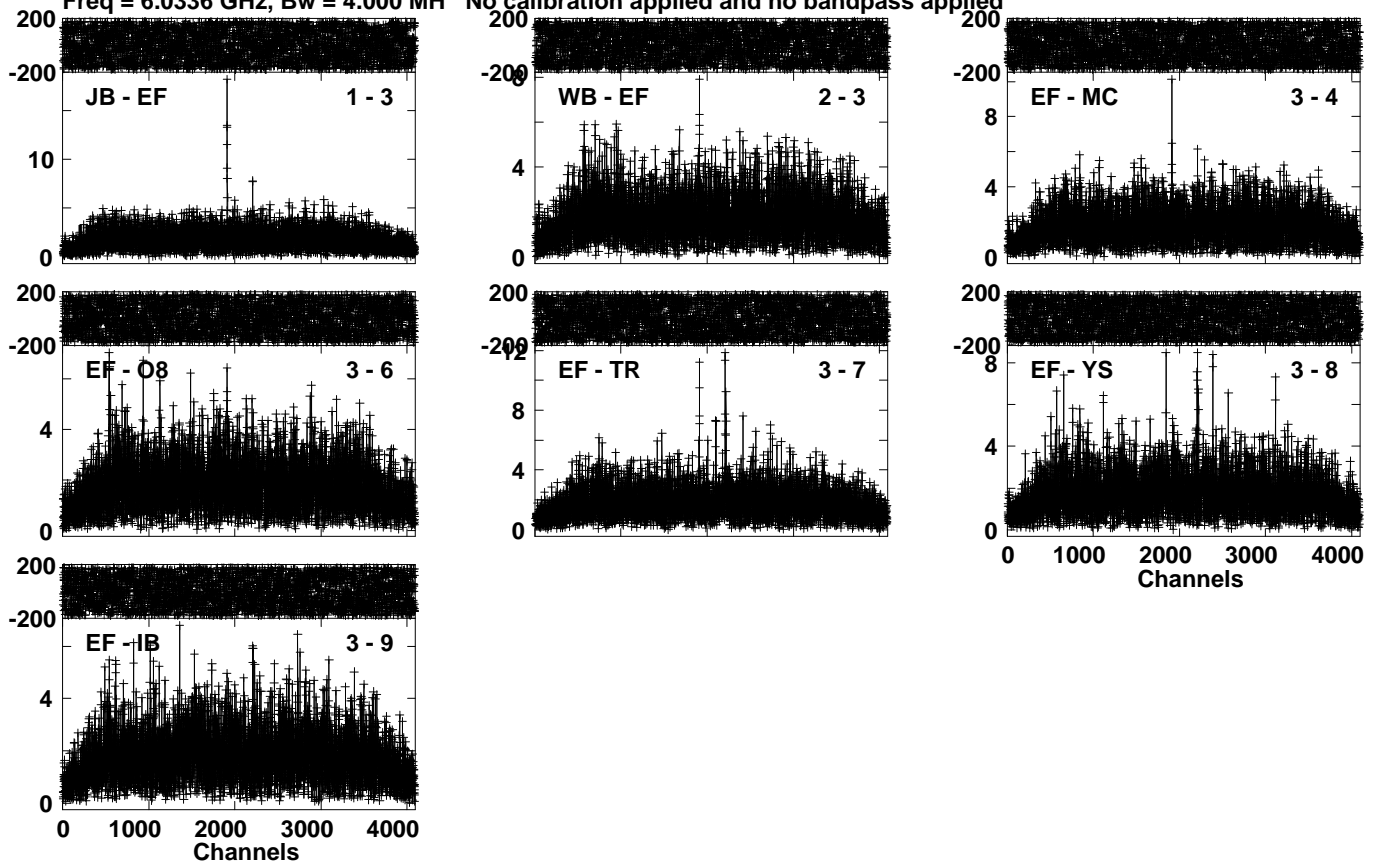 Freq = 6.0336 GHz, Bw = 4.000 MH No calibration applied and no bandpass applied
200
-200
JB - EF 1 - 3
10
0
200
-200
8
WB - EF 2 - 3
4
0
200
-200
EF - MC 3 - 4
8
4
0
200
-200
EF - O8 3 - 6
4
0
200
-200
12
EF - TR 3 - 7
8
4
0
200
-200
8
EF - YS 3 - 8
4
0
0 1000 2000 3000 4000
Channels
200
-200
EF - IB 3 - 9
4
0
0 1000 2000 3000 4000
Channels